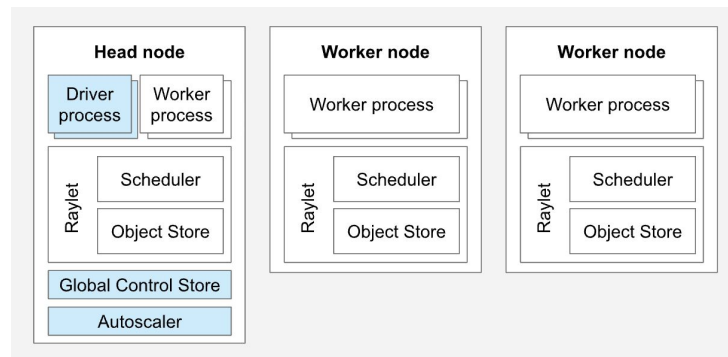 Head node
Driver
process
Worker
process
Raylet
Scheduler
Object Store
Global Control Store
Autoscaler
Worker node
Worker process
Raylet
Scheduler
Object Store
Worker node
Worker process
Raylet
Scheduler
Object Store